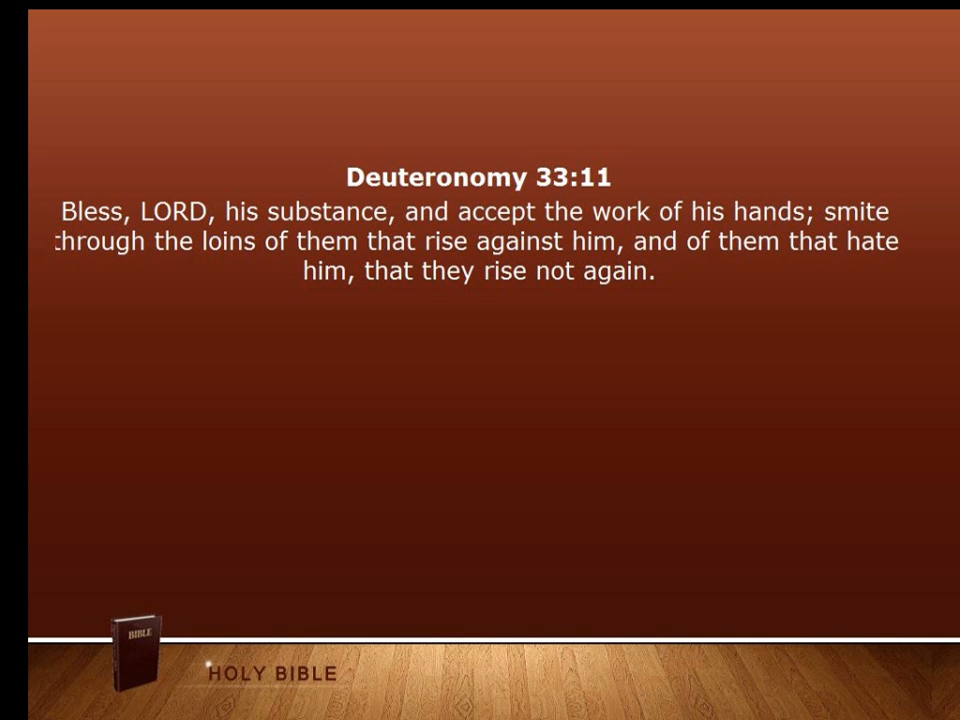 Deuteronomy 33:11
Bless, LORD, his substance, and accept the work of his hands; smite
through the loins of them that rise against him, and of them that hate
him, that they rise not again.
BIBLE
HOLY BIBLE